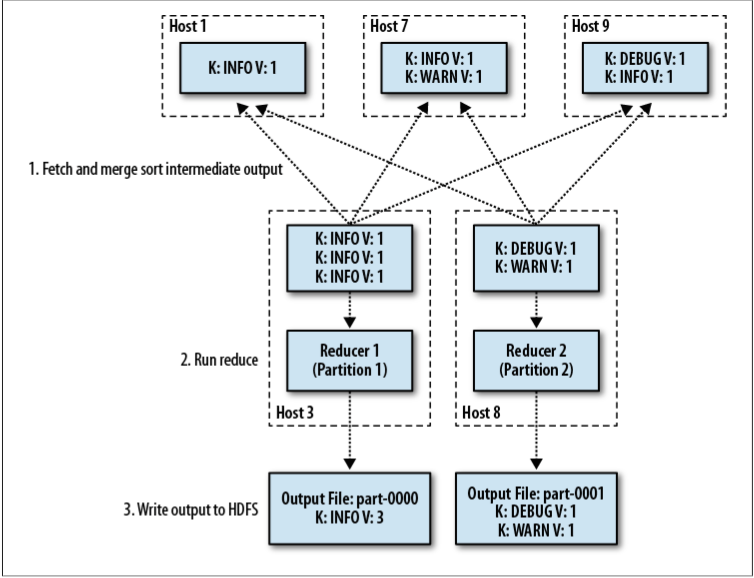 Host 1
Host 7
Host 9
K: INFO V: 1
K: INFO V: 1
K: WARN V: 1
K: DEBUG V: 1
K: INFO V: 1
1. Fetch and merge sort intermediate output
K: INFO V: 1
K: INFO V: 1
K: INFO V: 1
K: DEBUG V: 1
K: WARN V: 1
2. Run reduce
Reducer 1
(Partition 1)
Reducer 2
(Partition 2)
Host 3
Host 8
3. Write output to HDFS
Output File: part-0000
K: INFO V: 3
Output File: part-0001
K: DEBUG V: 1
K: WARN V: 1